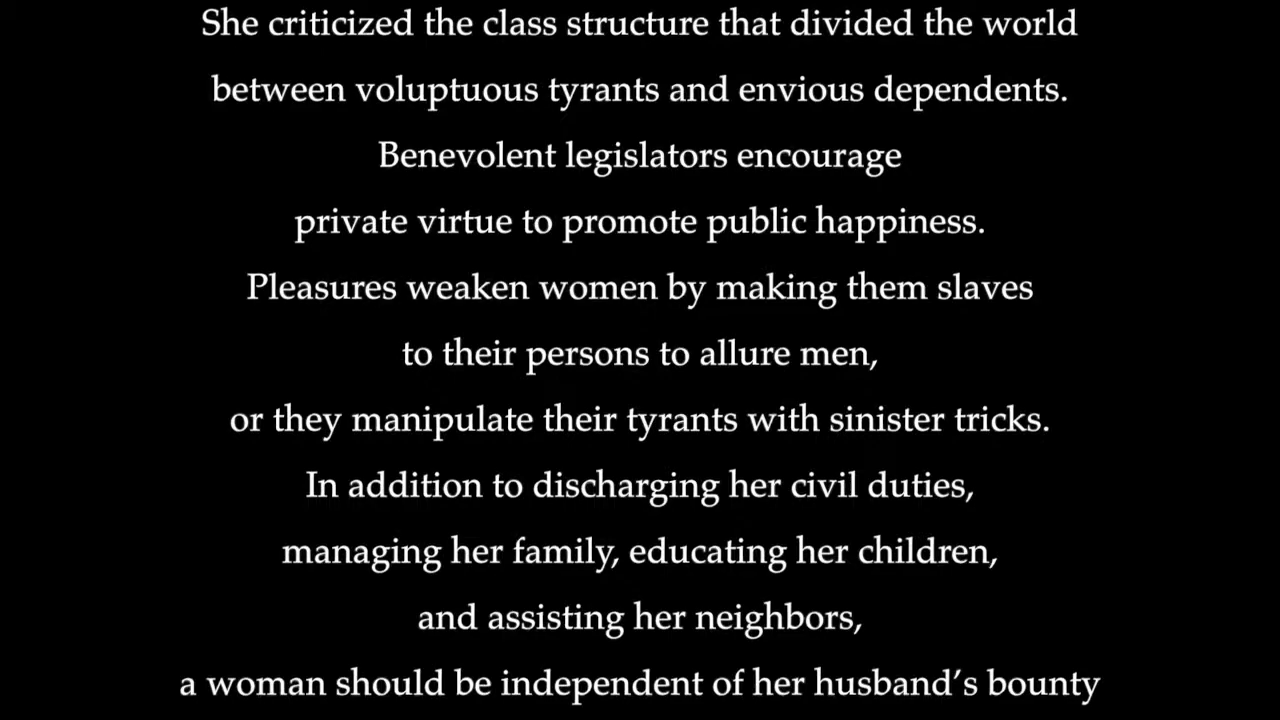 She criticized the class structure that divided the world
between voluptuous tyrants and envious dependents.
Benevolent legislators encourage
private virtue to promote public happiness.
Pleasures weaken women by making them slaves
to their persons to allure men,
or they manipulate their tyrants with sinister tricks.
In addition to discharging her civil duties,
managing her family, educating her children,
and assisting her neighbors,
a woman should be independent of her husband’s bounty